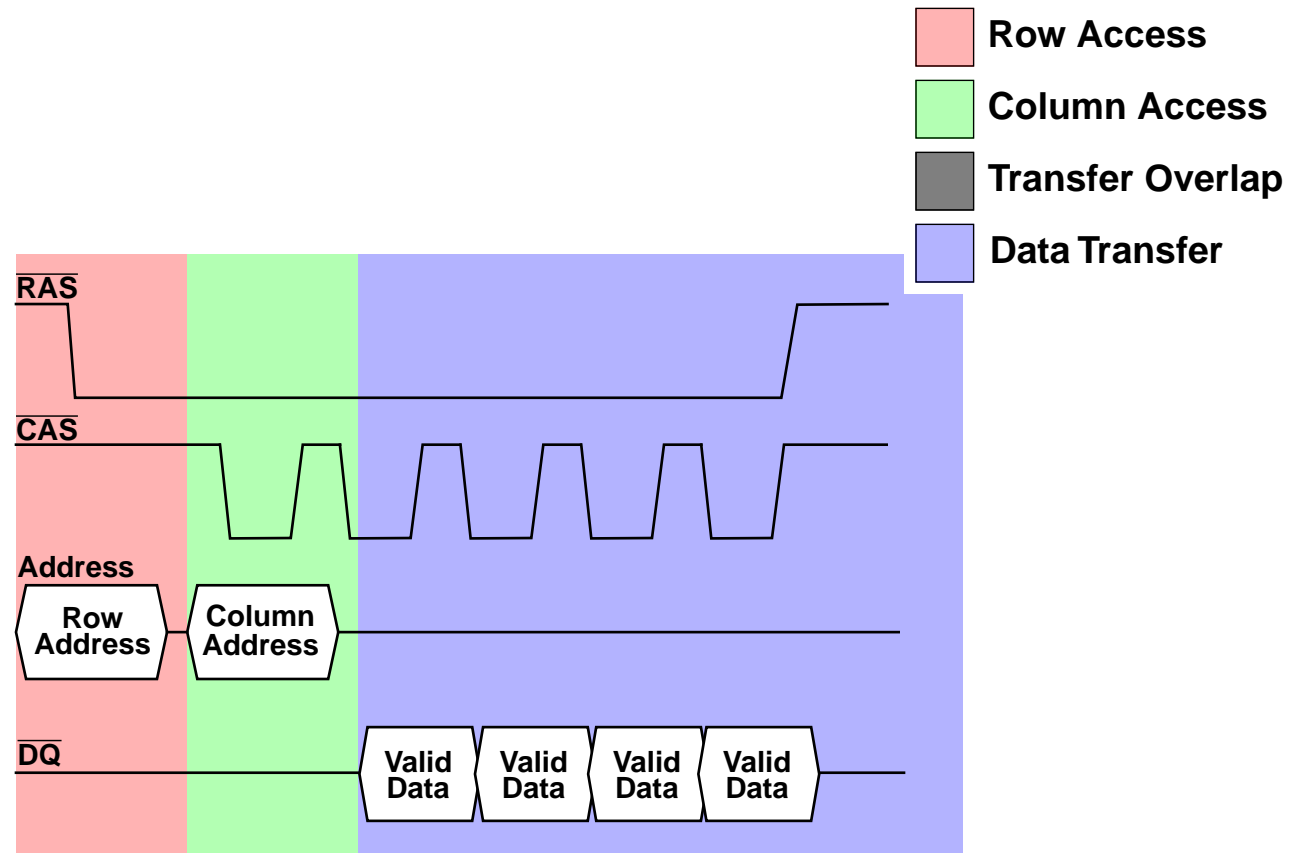 Row Access
Column Access
Transfer Overlap
Data Transfer
RAS
CAS
Address
Row
Address
Column
Address
DQ
Valid
Data
Valid
Data
Valid
Data
Valid
Data